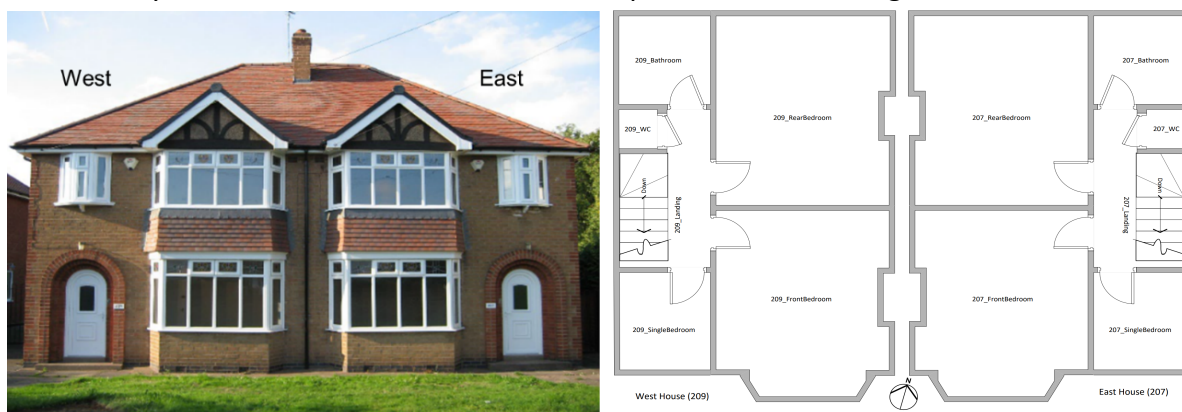 West
East
209_Bathroom
209_WC
Down
209_Landing
209_RearBedroom
209_FrontBedroom
209_SingleBedroom
West House (209)
207_Bathroom
207_WC
Down
207_Landing
207_RearBedroom
207_FrontBedroom
207_SingleBedroom
N
East House (207)